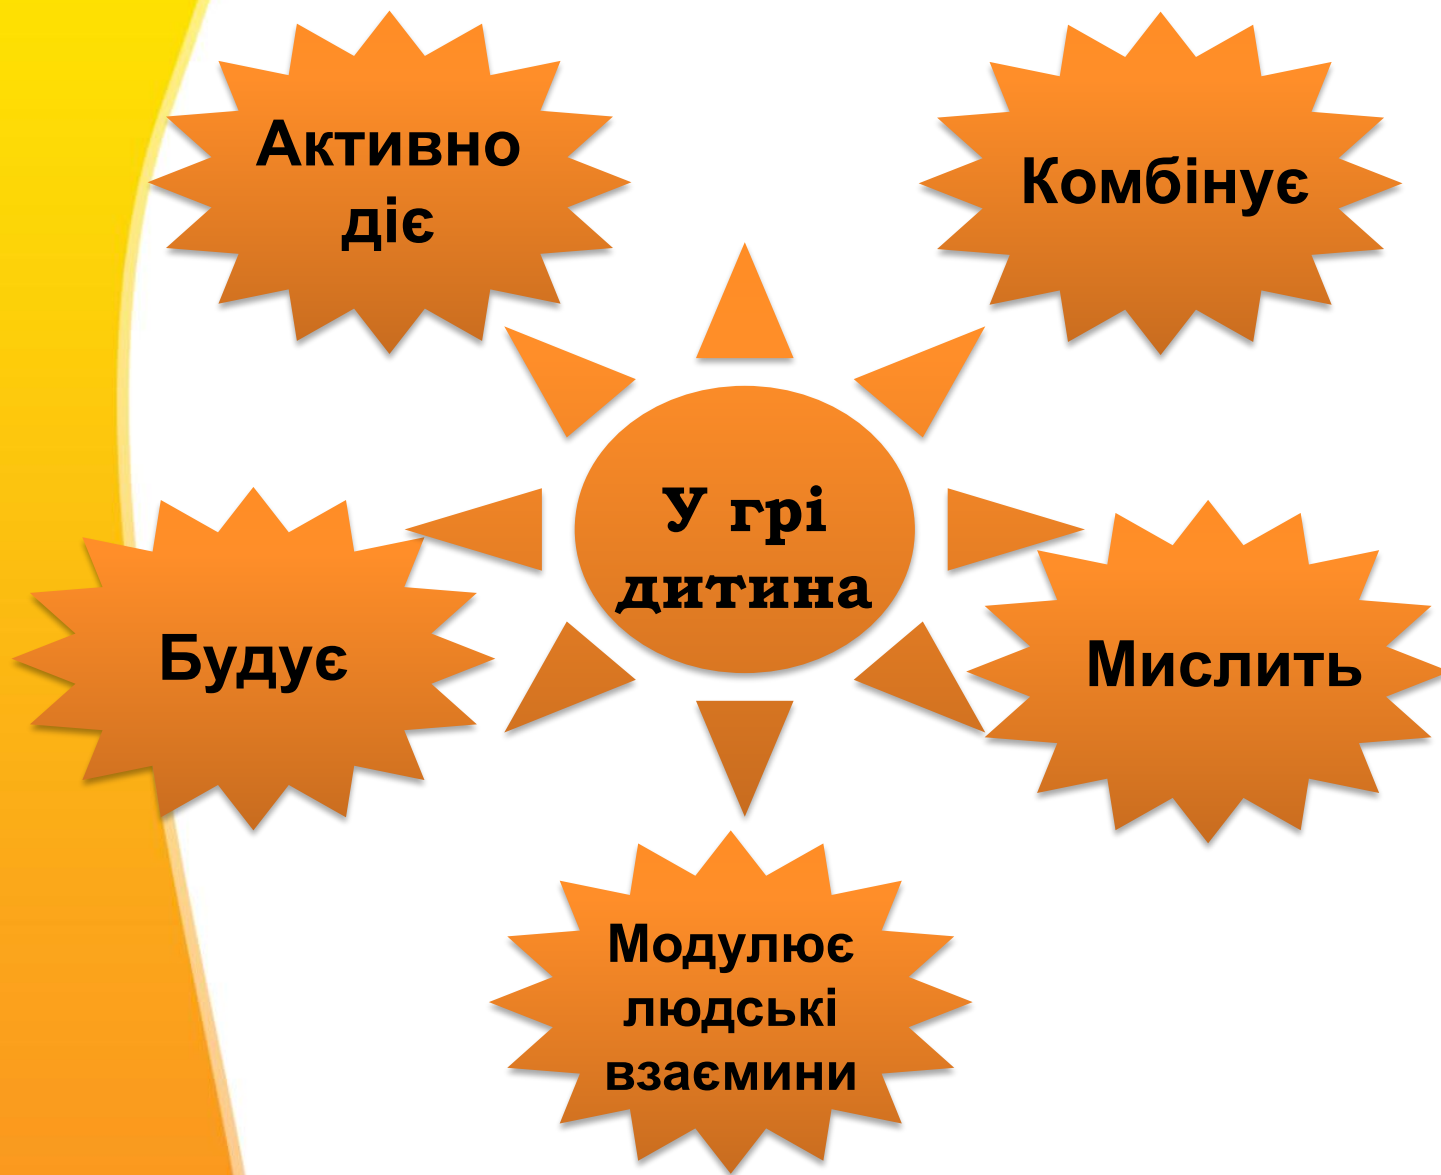 Активно
діє
Комбінує
У грі
дитина
Будує
Мислить
Модулює
людські
взаємини